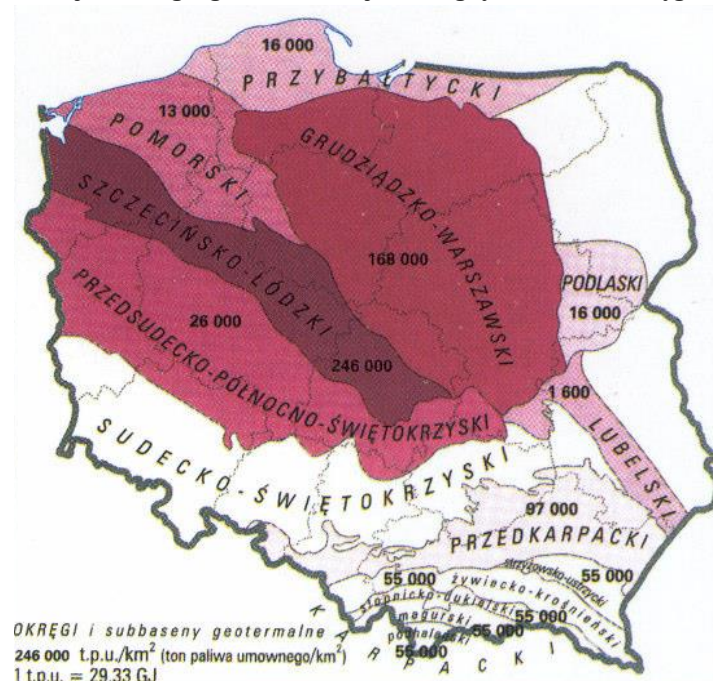 16 000
PRZYBAŁTYCKI
13 000
POMORSKI
GRUDZIĄDZKO-WARSZAWSKI
SZCZECIŃSKO-ŁÓDZKI
168 000
PODLASKI
16 000
PRZEDSUDECKO-PÓŁNOCNO-ŚWIĘTOKRZYSKI
26 000
246 000
1 600
LUBELSKI
SUDECKO-ŚWIĘTOKRZYSKI
97 000
PRZEDKARPACKI
strzyżowsko-ustrzycki
55 000
żywiecko-krośnieński
55 000
słopnicko-dukielski
55 000
magurski
55 000
podhalański
55 000
KARPACKI
OKRĘGI i subbaseny geotermalne
246 000 t.p.u./km² (ton paliwa umownego/km²)
1 t.p.u. = 29,33 GJ